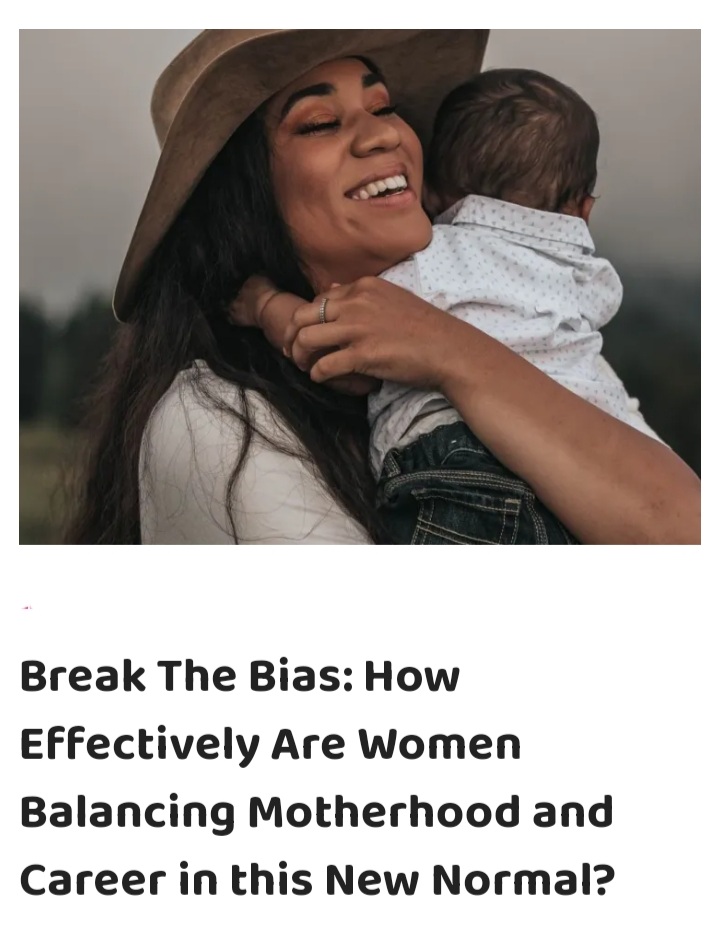 Break The Bias: How
Effectively Are Women
Balancing Motherhood and
Career in this New Normal?